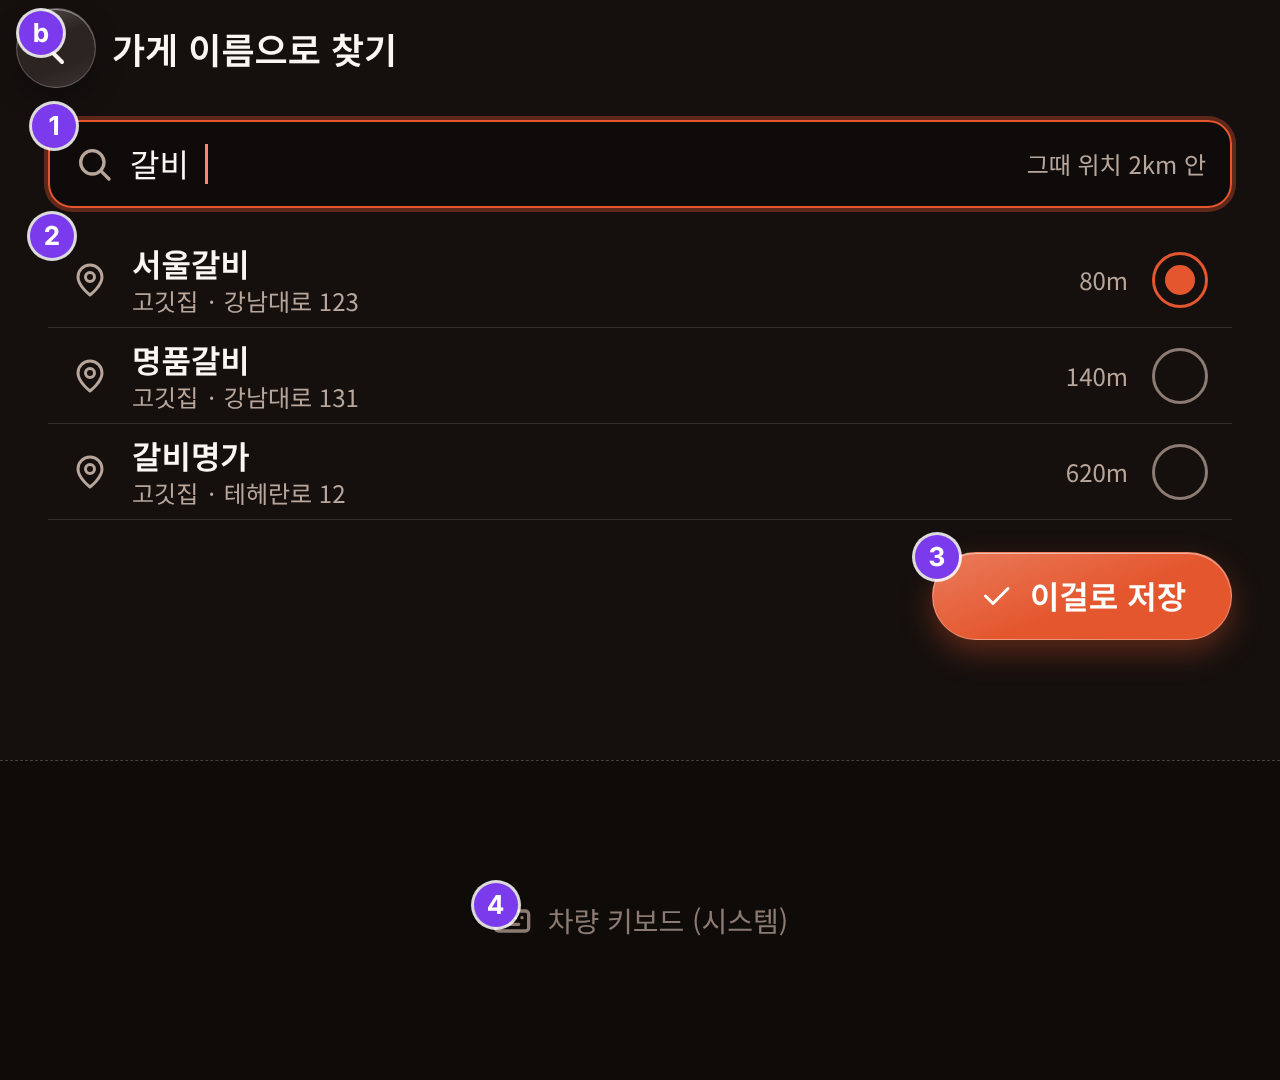 b
가게 이름으로 찾기
1
갈비
그때 위치 2km 안
2
서울갈비
고깃집 · 강남대로 123
80m
명품갈비
고깃집 · 강남대로 131
140m
갈비명가
고깃집 · 테헤란로 12
620m
3
이걸로 저장
4
차량 키보드 (시스템)